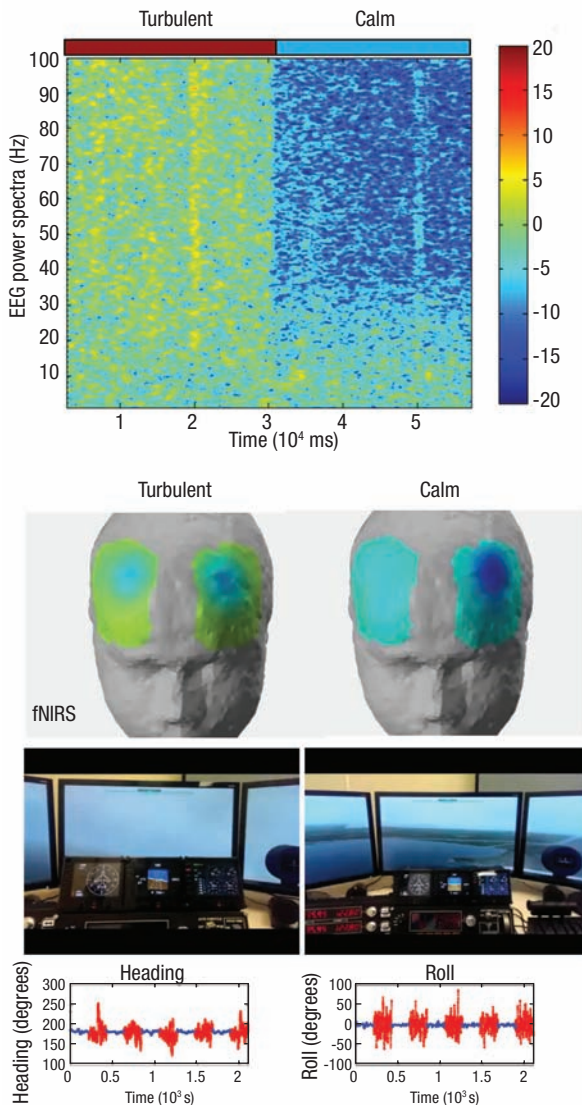 Turbulent Calm
100
90
80
70
60
50
40
30
20
10
EEG power spectra (Hz)
1 2 3 4 5
Time (10⁴ ms)
20
15
10
5
0
-5
-10
-15
-20
Turbulent Calm
fNIRS
Heading
Heading (degrees)
300
250
200
150
100
0 0.5 1 1.5 2
Time (10³ s)
Roll
Roll (degrees)
100
50
0
-50
-100
0 0.5 1 1.5 2
Time (10³ s)